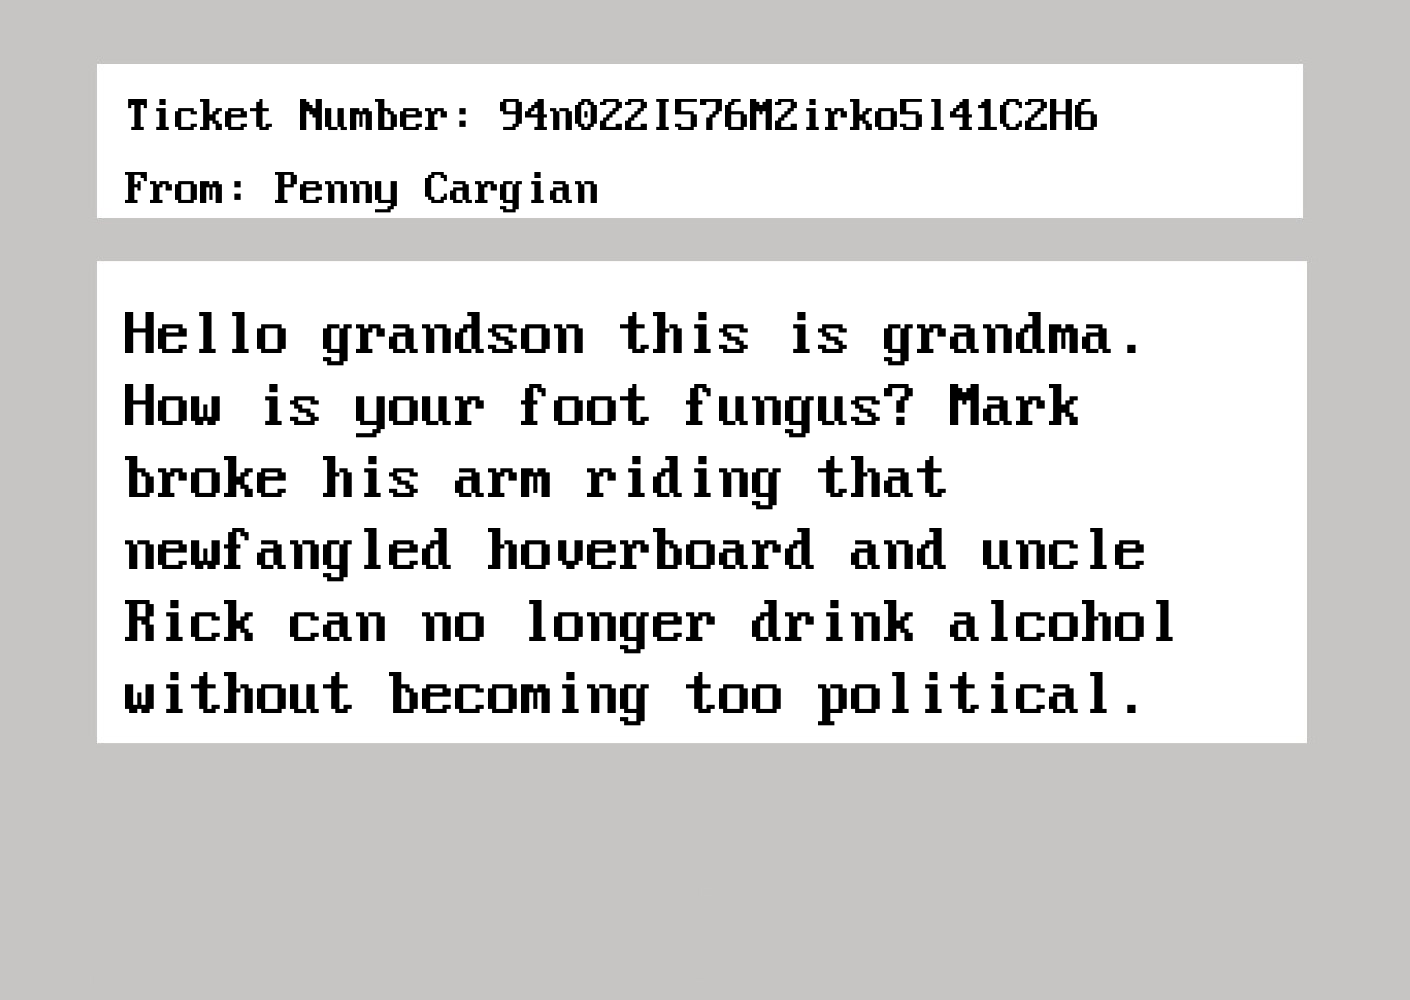 Ticket Number: 94n022I576M2irko5l41C2H6
From: Penny Cargian
Hello grandson this is grandma.
How is your foot fungus? Mark
broke his arm riding that
newfangled hoverboard and uncle
Rick can no longer drink alcohol
without becoming too political.